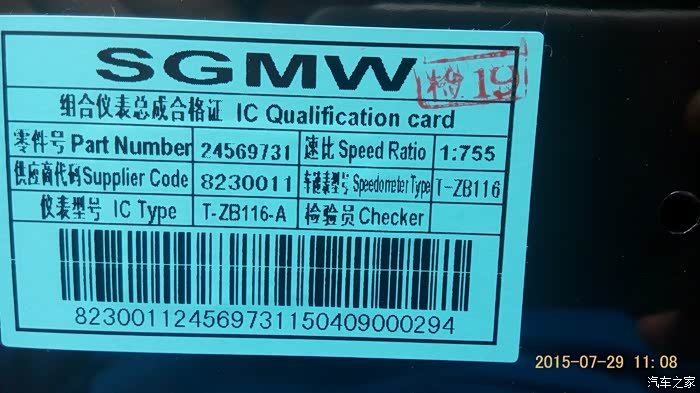 SGMW
检 19
组合仪表总成合格证 IC Qualification card
零件号 Part Number 24569731 速比 Speed Ratio 1:755
供应商代码 Supplier Code 8230011 车速表型号 Speedometer Type T-ZB116
仪表型号 IC Type T-ZB116-A 检验员 Checker
823001124569731150409000294
2015-07-29 11:08
汽车之家